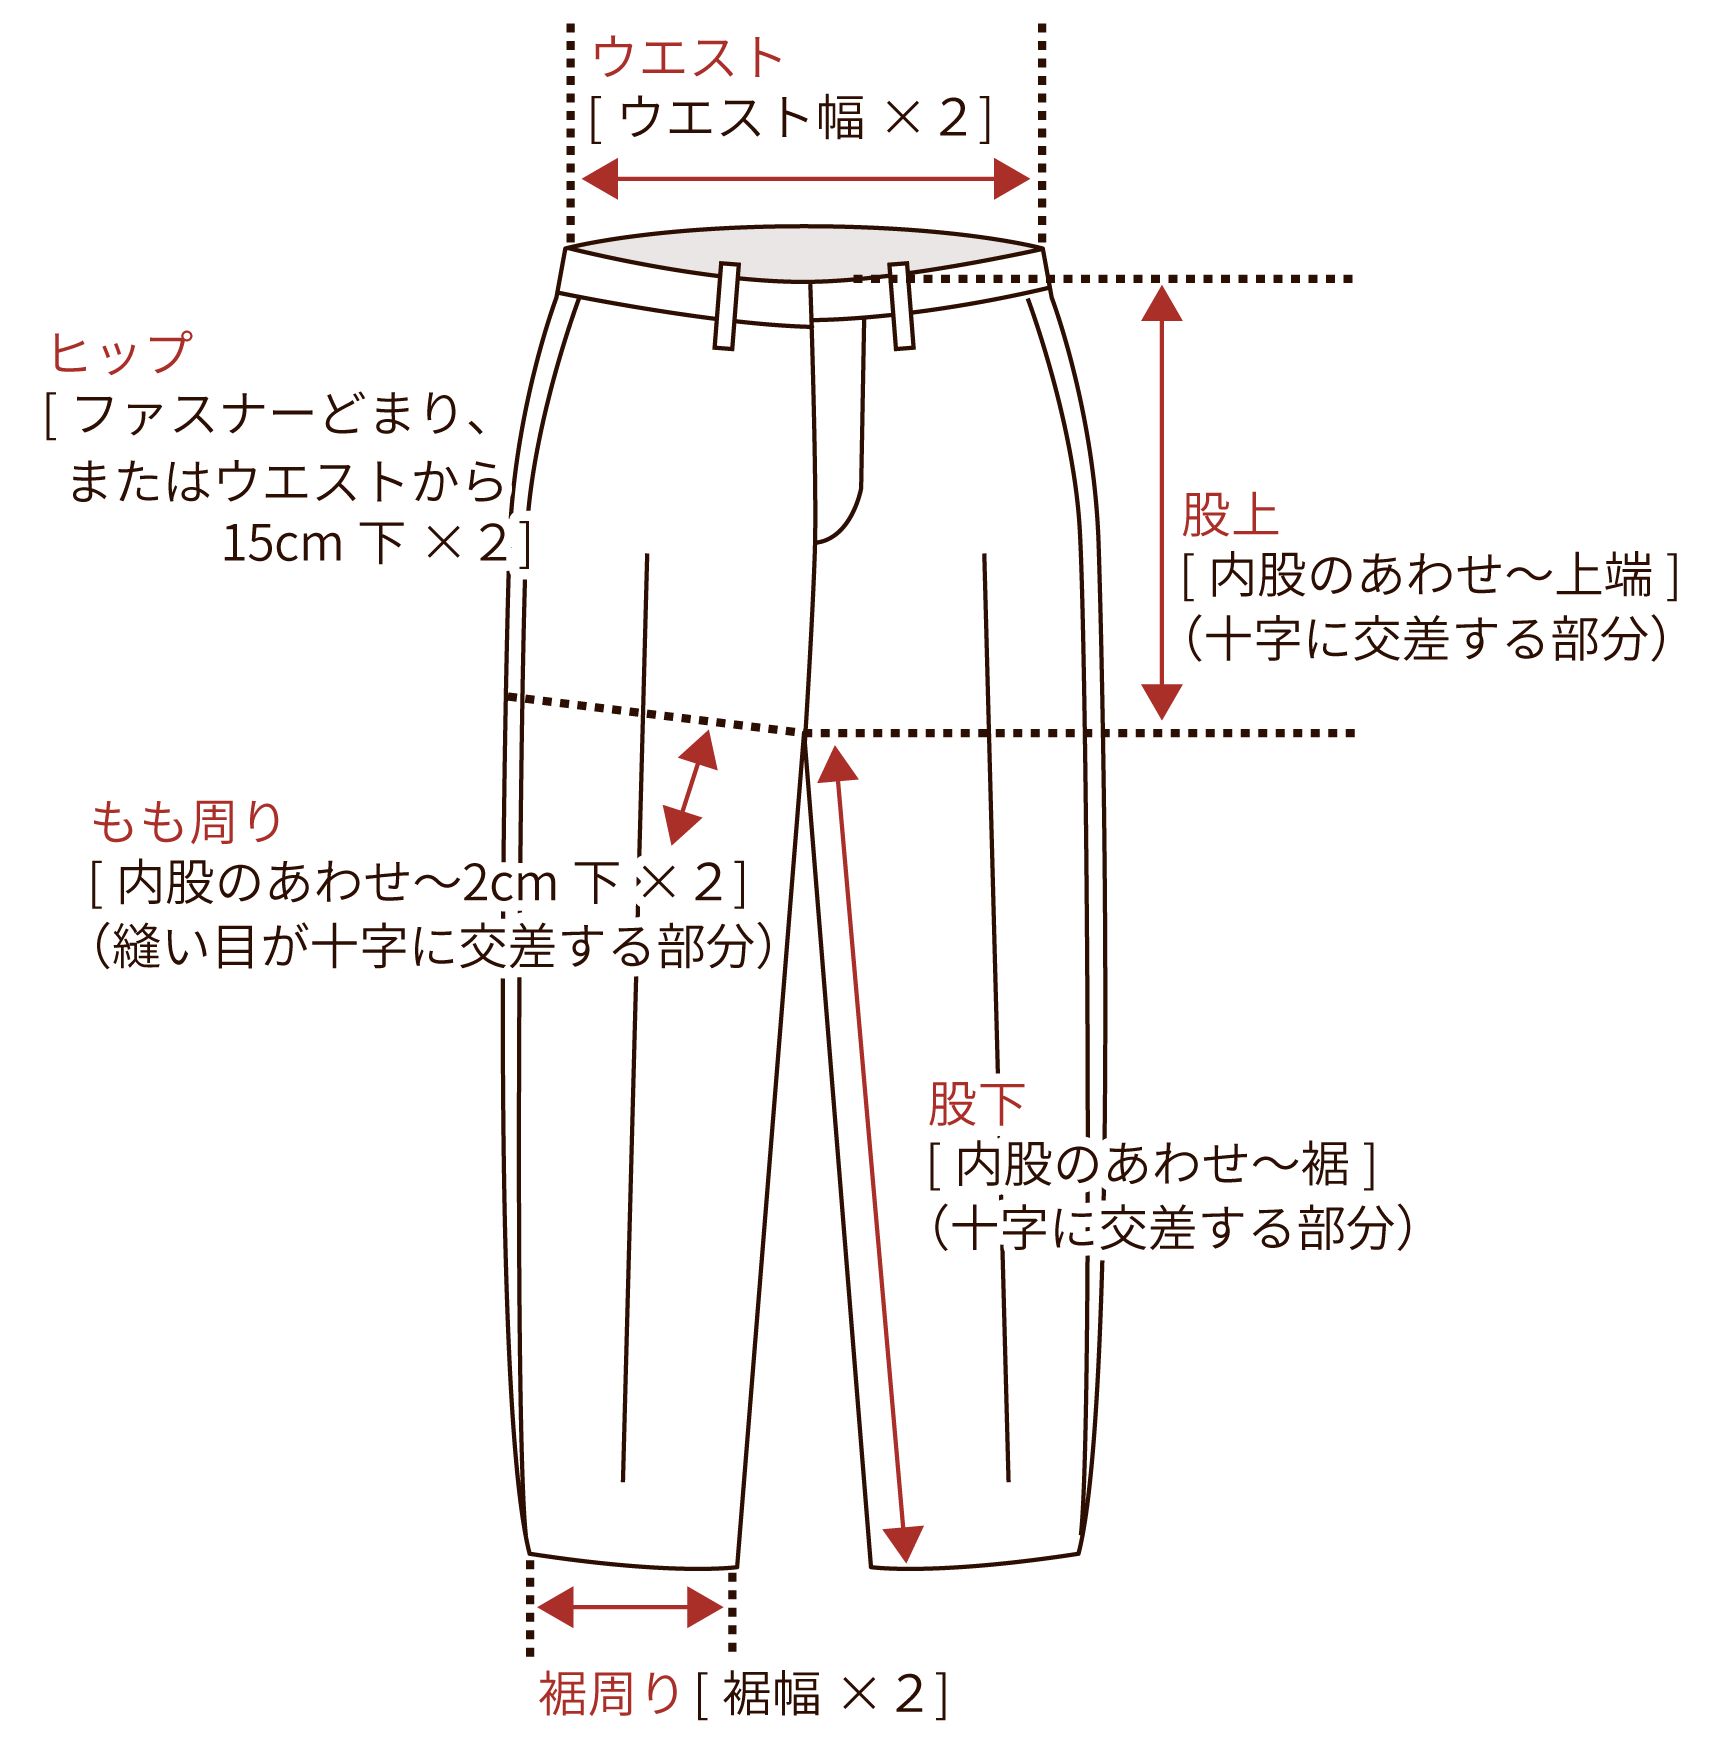 ウエスト
[ ウエスト幅 ×2 ]
ヒップ
[ ファスナーどまり、
またはウエストから
15cm 下 ×2 ]
股上
[ 内股のあわせ～上端 ]
（十字に交差する部分）
もも周り
[ 内股のあわせ～2cm 下 ×2 ]
（縫い目が十字に交差する部分）
股下
[ 内股のあわせ～裾 ]
（十字に交差する部分）
裾周り [ 裾幅 ×2 ]